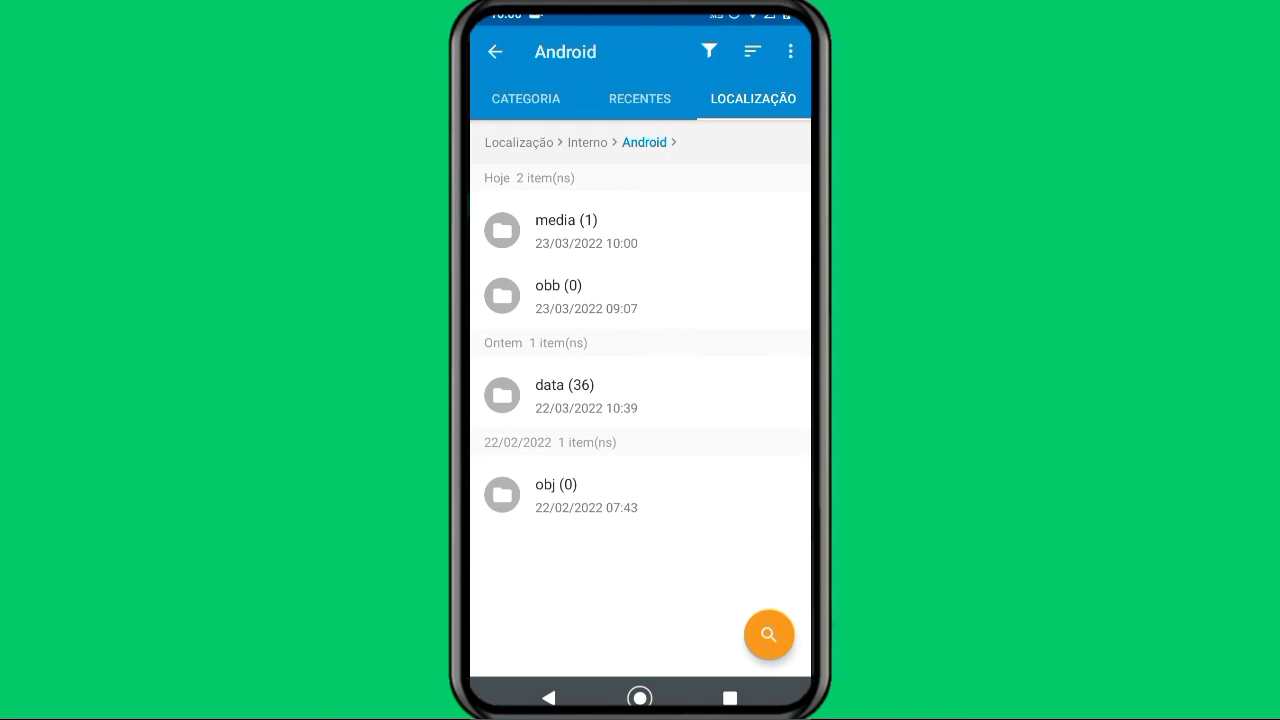 10:00
Android
CATEGORIA RECENTES LOCALIZAÇÃO
Localização > Interno > Android >
Hoje 2 item(ns)
media (1)
23/03/2022 10:00
obb (0)
23/03/2022 09:07
Ontem 1 item(ns)
data (36)
22/03/2022 10:39
22/02/2022 1 item(ns)
obj (0)
22/02/2022 07:43